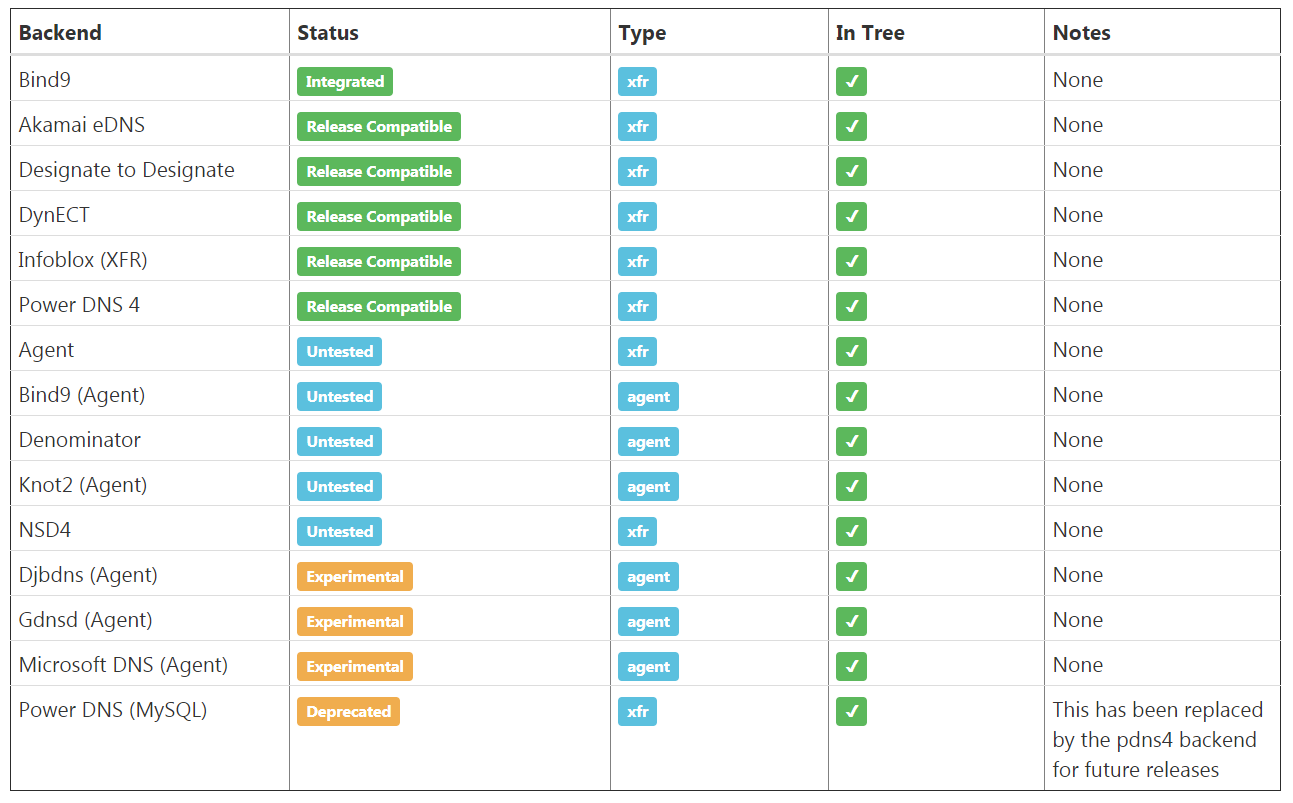 Backend Status Type In Tree Notes
Bind9 Integrated xfr ✓ None
Akamai eDNS Release Compatible xfr ✓ None
Designate to Designate Release Compatible xfr ✓ None
DynECT Release Compatible xfr ✓ None
Infoblox (XFR) Release Compatible xfr ✓ None
Power DNS 4 Release Compatible xfr ✓ None
Agent Untested xfr ✓ None
Bind9 (Agent) Untested agent ✓ None
Denominator Untested agent ✓ None
Knot2 (Agent) Untested agent ✓ None
NSD4 Untested xfr ✓ None
Djbdns (Agent) Experimental agent ✓ None
Gdnsd (Agent) Experimental agent ✓ None
Microsoft DNS (Agent) Experimental agent ✓ None
Power DNS (MySQL) Deprecated xfr ✓ This has been replaced
by the pdns4 backend
for future releases